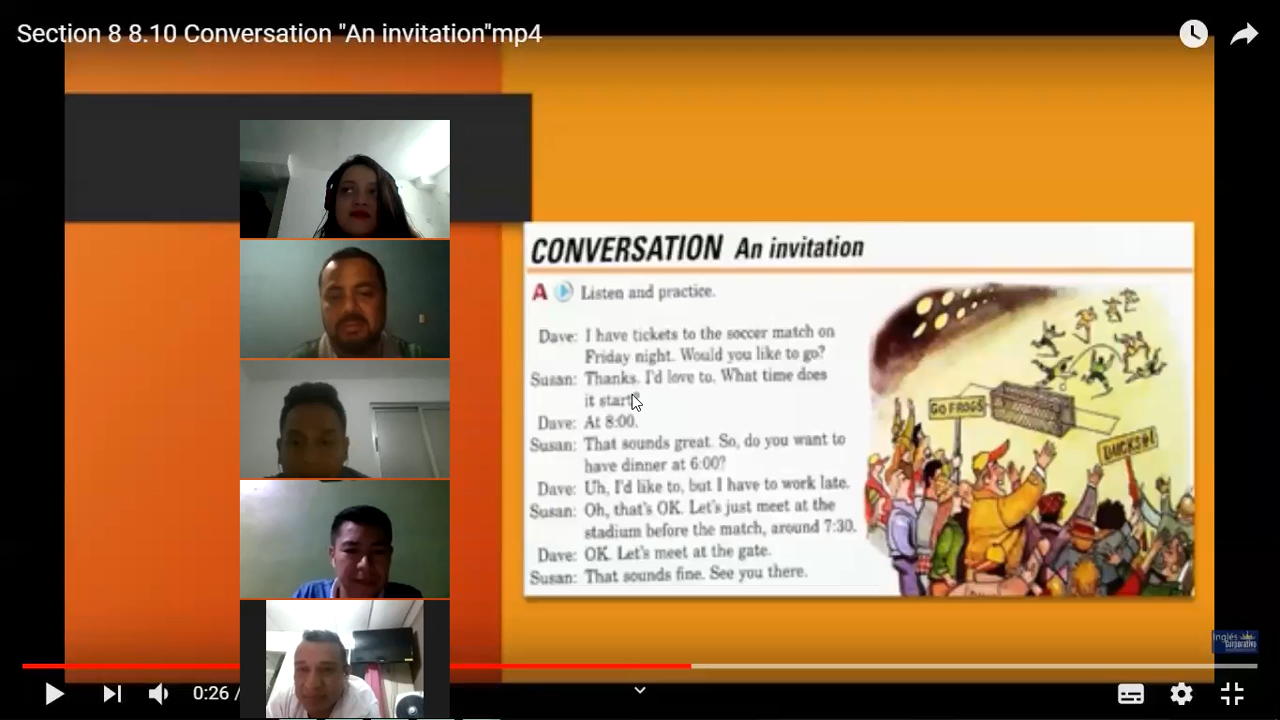 Section 8 8.10 Conversation "An invitation"mp4
CONVERSATION An invitation
A Listen and practice.
Dave: I have tickets to the soccer match on
Friday night. Would you like to go?
Susan: Thanks. I'd love to. What time does
it start?
Dave: At 8:00.
Susan: That sounds great. So, do you want to
have dinner at 6:00?
Dave: Uh, I'd like to, but I have to work late.
Susan: Oh, that's OK. Let's just meet at the
stadium before the match, around 7:30.
Dave: OK. Let's meet at the gate.
Susan: That sounds fine. See you there.
GO FROGS
Inglés
Corporativo
0:26 /